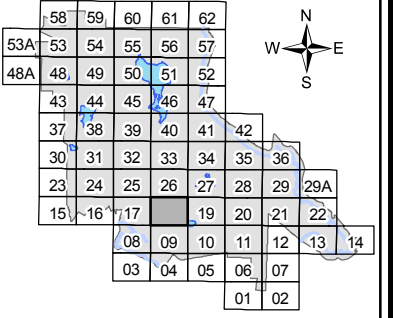 58 59 60 61 62
N
53A 53 54 55 56 57
W E
48A 48 49 50 51 52
S
43 44 45 46 47
37 38 39 40 41 42
30 31 32 33 34 35 36
23 24 25 26 27 28 29 29A
15 16 17 19 20 21 22
08 09 10 11 12 13 14
03 04 05 06 07
01 02